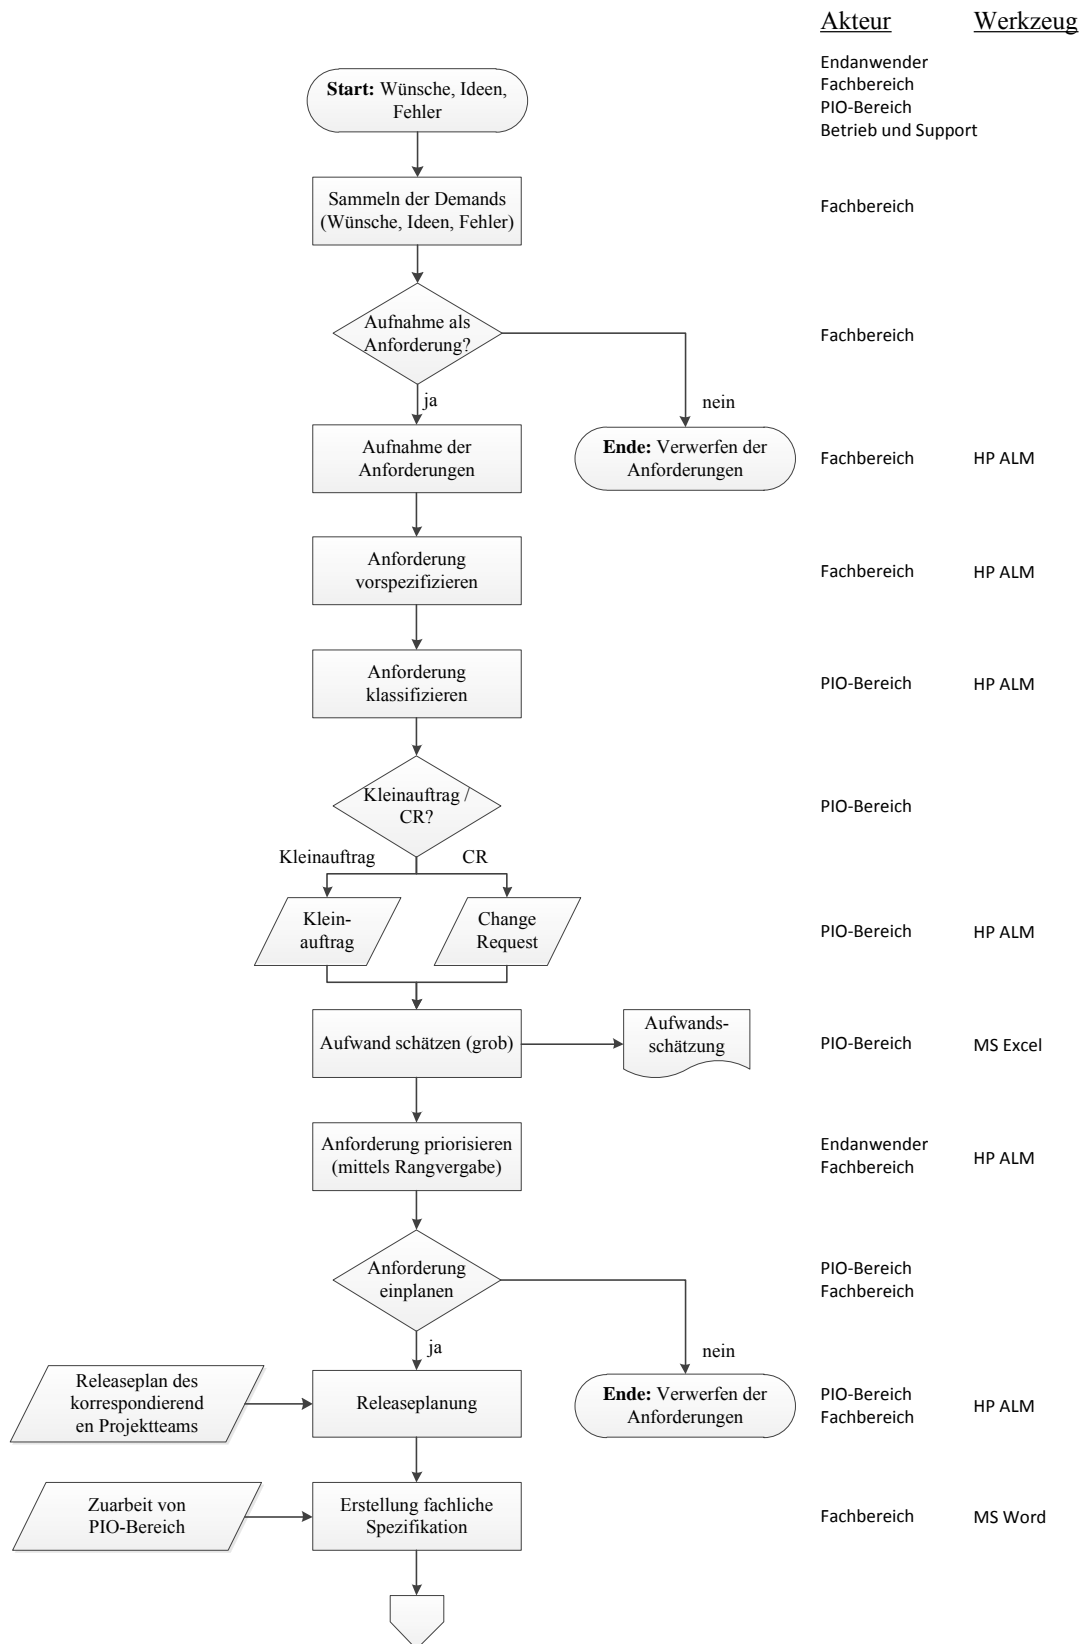 Akteur Werkzeug
Endanwender
Fachbereich
PIO-Bereich
Betrieb und Support
Start: Wünsche, Ideen,
Fehler
Sammeln der Demands
(Wünsche, Ideen, Fehler)
Fachbereich
Aufnahme als
Anforderung?
Fachbereich
ja
nein
Aufnahme der
Anforderungen
Ende: Verwerfen der
Anforderungen
Fachbereich HP ALM
Anforderung
vorspezifizieren
Fachbereich HP ALM
Anforderung
klassifizieren
PIO-Bereich HP ALM
Kleinauftrag /
CR?
PIO-Bereich
Kleinauftrag CR
Klein-
auftrag
Change
Request
PIO-Bereich HP ALM
Aufwand schätzen (grob)
Aufwands-
schätzung
PIO-Bereich MS Excel
Anforderung priorisieren
(mittels Rangvergabe)
Endanwender
Fachbereich
HP ALM
Anforderung
einplanen
PIO-Bereich
Fachbereich
ja
nein
Releaseplan des
korrespondierend
en Projektteams
Releaseplanung
Ende: Verwerfen der
Anforderungen
PIO-Bereich
Fachbereich
HP ALM
Zuarbeit von
PIO-Bereich
Erstellung fachliche
Spezifikation
Fachbereich MS Word